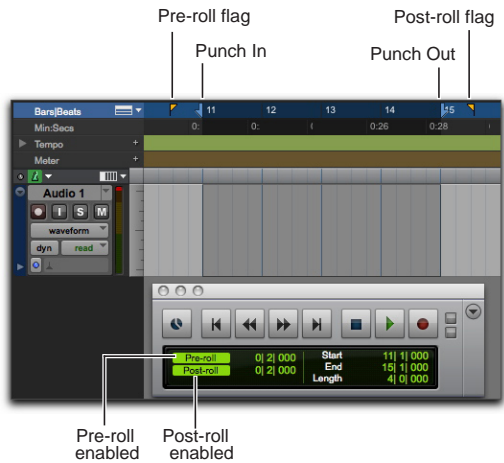 Pre-roll flag
Post-roll flag
Punch In
Punch Out
Bars|Beats
11 12 13 14 15
Min:Secs
0: 0: 0:26 0:28
Tempo +
Meter +
Audio 1
I S M
waveform
dyn read
Pre-roll 0| 2| 000 Start 11| 1| 000
Post-roll 0| 2| 000 End 15| 1| 000
Length 4| 0| 000
Pre-roll
enabled
Post-roll
enabled